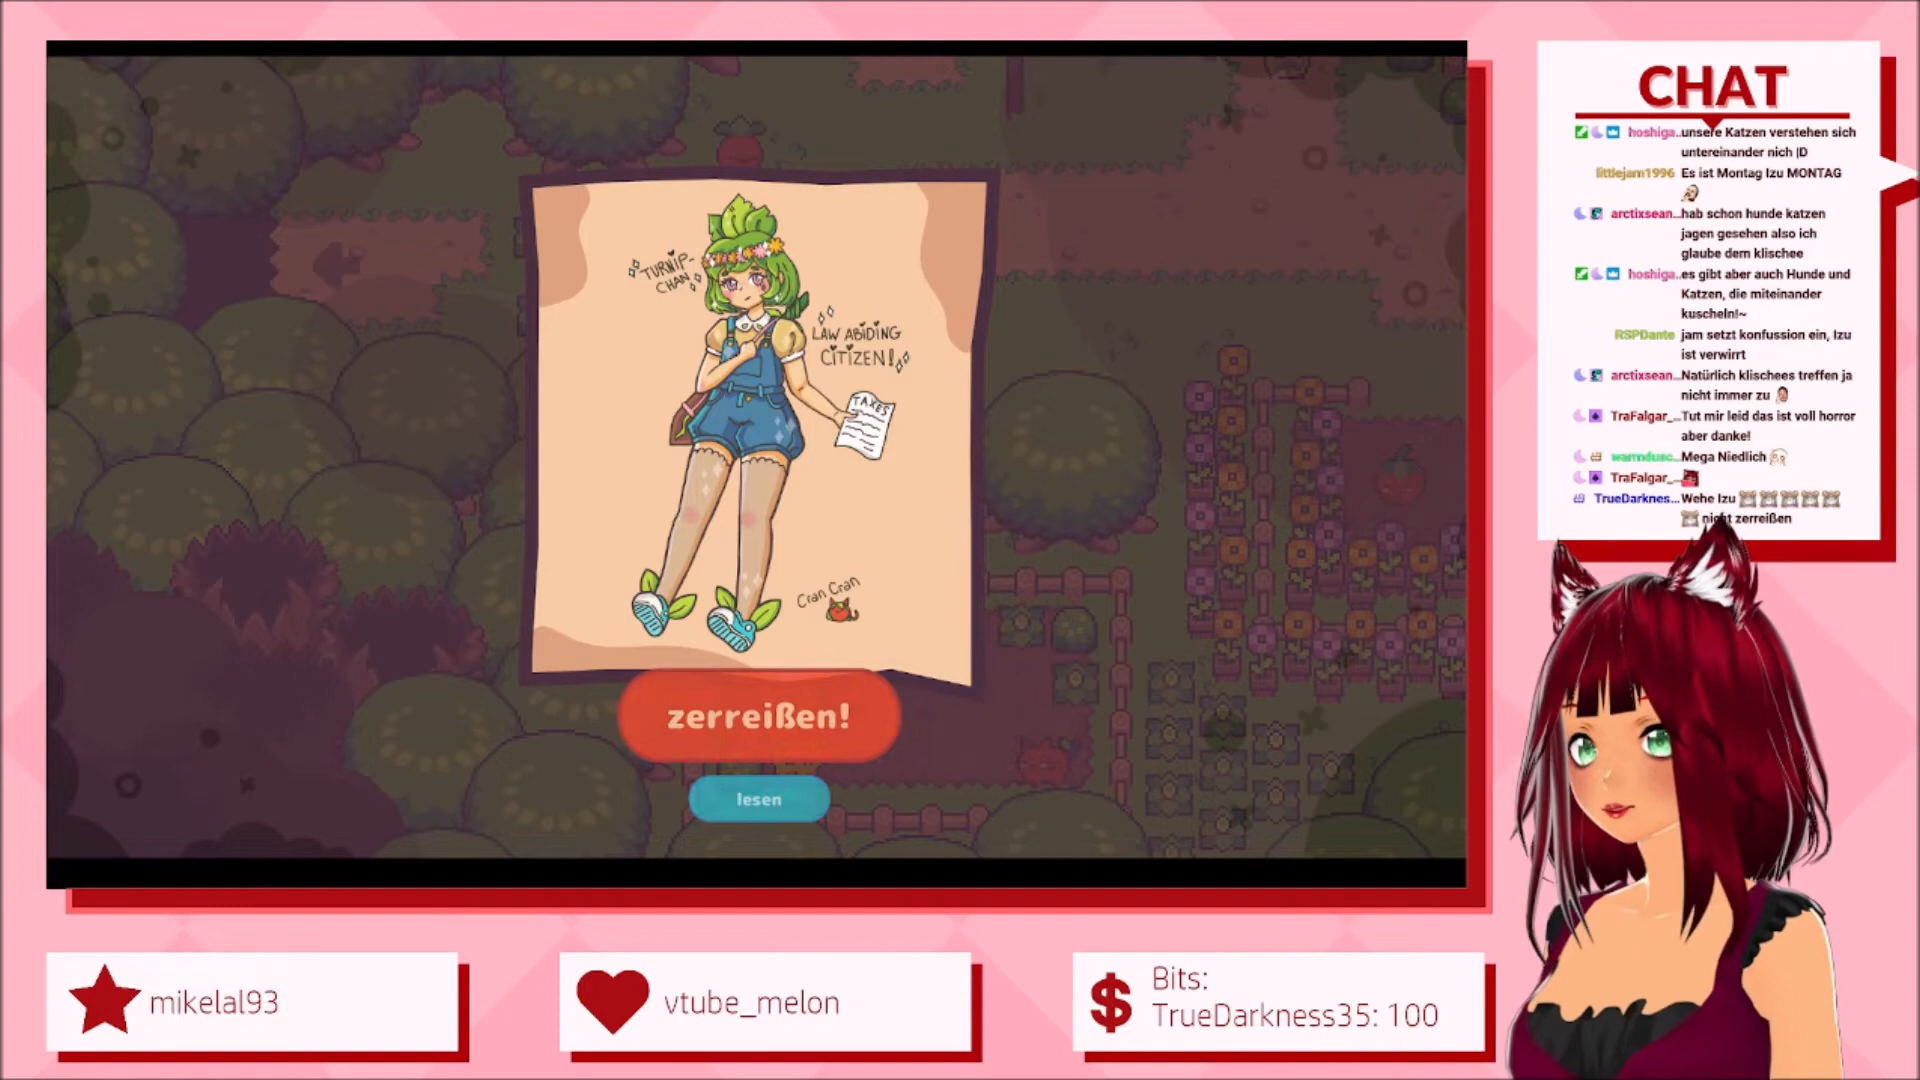 TURNIP-
CHAN
LAW ABIDING
CITIZEN!
TAXES
Cran Cran
zerreißen!
lesen
CHAT
hoshiga... unsere Katzen verstehen sich
untereinander nich |D
littlejam1996 Es ist Montag Izu MONTAG
arctixsean... hab schon hunde katzen
jagen gesehen also ich
glaube dem klischee
hoshiga... es gibt aber auch Hunde und
Katzen, die miteinander
kuscheln!~
RSPDante jam setzt konfussion ein, Izu
ist verwirrt
arctixsean... Natürlich klischees treffen ja
nicht immer zu
TraFalgar_... Tut mir leid das ist voll horror
aber danke!
warmdusc... Mega Niedlich
TraFalgar_...
TrueDarknes... Wehe Izu
nicht zerreißen
mikelal93
vtube_melon
$ Bits:
TrueDarkness35: 100